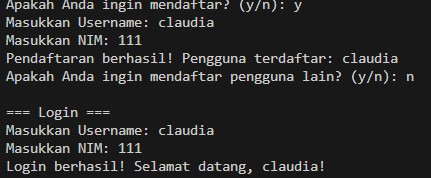 Apakah Anda ingin mendaftar? (y/n): y
Masukkan Username: claudia
Masukkan NIM: 111
Pendaftaran berhasil! Pengguna terdaftar: claudia
Apakah Anda ingin mendaftar pengguna lain? (y/n): n
=== Login ===
Masukkan Username: claudia
Masukkan NIM: 111
Login berhasil! Selamat datang, claudia!